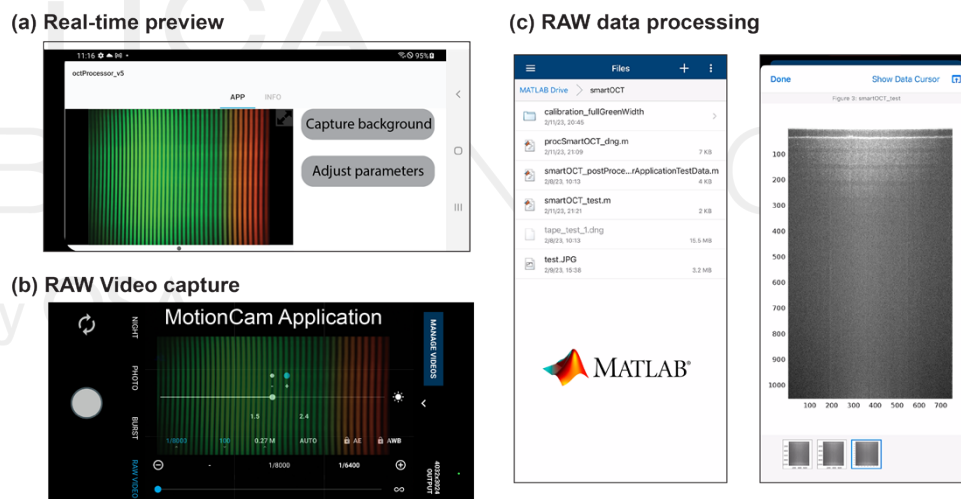 (a) Real-time preview
11:16
95%
octProcessor_v5
APP INFO
Capture background
Adjust parameters
(b) RAW Video capture
MotionCam Application
NIGHT
PHOTO
BURST
RAW VIDEO
MANAGE VIDEOS
1.5 2.4
1/8000 100 0.27 M AUTO AE AWB
- 1/8000 1/6400
4032x3024
OUTPUT
(c) RAW data processing
Files
MATLAB Drive > smartOCT
calibration_fullGreenWidth
2/11/23, 20:45
procSmartOCT_dng.m
2/11/23, 21:09 7 KB
smartOCT_postProce...rApplicationTestData.m
2/8/23, 10:13 4 KB
smartOCT_test.m
2/11/23, 21:21 2 KB
tape_test_1.dng
2/8/23, 10:13 15.5 MB
test.JPG
2/9/23, 15:38 3.2 MB
MATLAB®
Done Show Data Cursor
Figure 3: smartOCT_test
100
200
300
400
500
600
700
800
900
1000
100 200 300 400 500 600 700